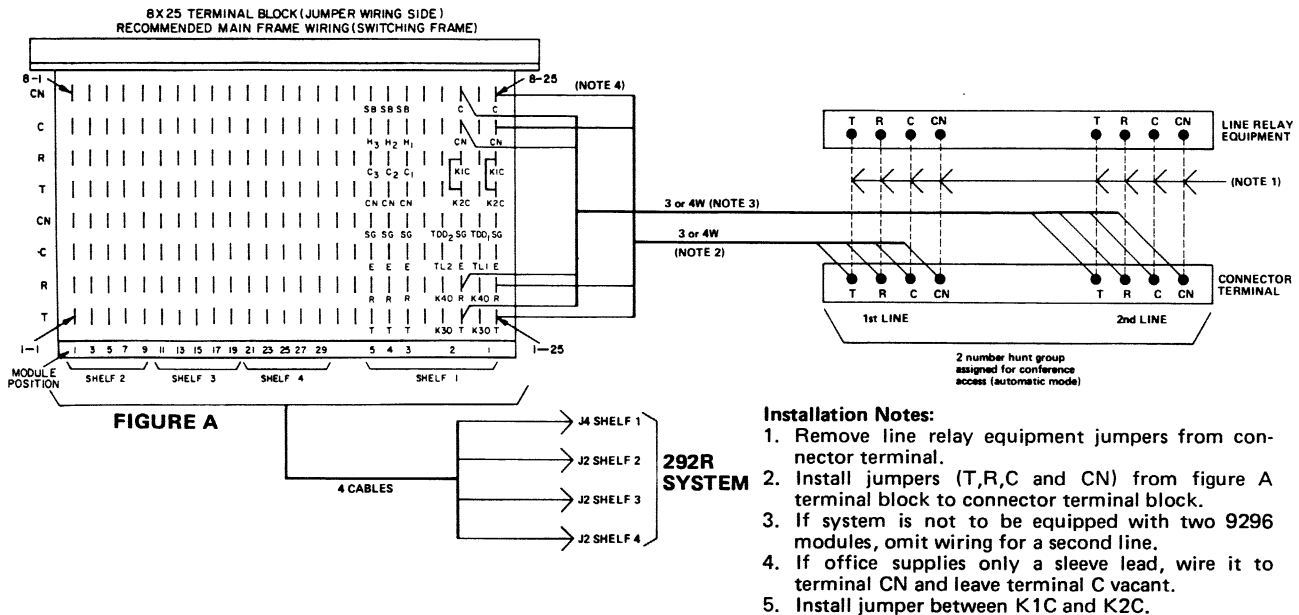 8X25 TERMINAL BLOCK (JUMPER WIRING SIDE)
RECOMMENDED MAIN FRAME WIRING (SWITCHING FRAME)
8-1
8-25
(NOTE 4)
CN
SB SB SB C C
C
H3 H2 H1 CN CN
R
C3 C2 C1 K1C K1C
T
CN CN CN K2C K2C
CN
SG SG SG TDD2 SG TDD1 SG
C
E E E TL2 E TL1 E
R
R R R K40 R K40 R
T
T T T K30 T K30 T
1-1
1-25
MODULE POSITION
1 3 5 7 9 11 13 15 17 19 21 23 25 27 29 5 4 3 2 1
SHELF 2 SHELF 3 SHELF 4 SHELF 1
FIGURE A
4 CABLES
J4 SHELF 1
J2 SHELF 2
J2 SHELF 3
J2 SHELF 4
292R
SYSTEM
T R C CN T R C CN
LINE RELAY
EQUIPMENT
(NOTE 1)
3 or 4W (NOTE 3)
3 or 4W
(NOTE 2)
CONNECTOR
TERMINAL
T R C CN T R C CN
1st LINE 2nd LINE
2 number hunt group
assigned for conference
access (automatic mode)
Installation Notes:
1. Remove line relay equipment jumpers from con-
nector terminal.
2. Install jumpers (T,R,C and CN) from figure A
terminal block to connector terminal block.
3. If system is not to be equipped with two 9296
modules, omit wiring for a second line.
4. If office supplies only a sleeve lead, wire it to
terminal CN and leave terminal C vacant.
5. Install jumper between K1C and K2C.